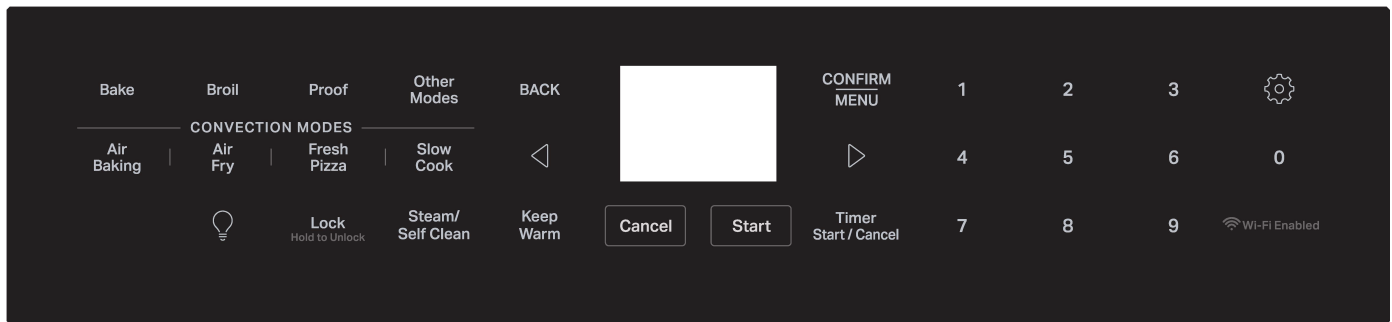 Bake Broil Proof Other Modes BACK CONFIRM MENU 1 2 3
CONVECTION MODES
Air Baking Air Fry Fresh Pizza Slow Cook 4 5 6 0
Lock Hold to Unlock Steam/ Self Clean Keep Warm Cancel Start Timer Start / Cancel 7 8 9 Wi-Fi Enabled